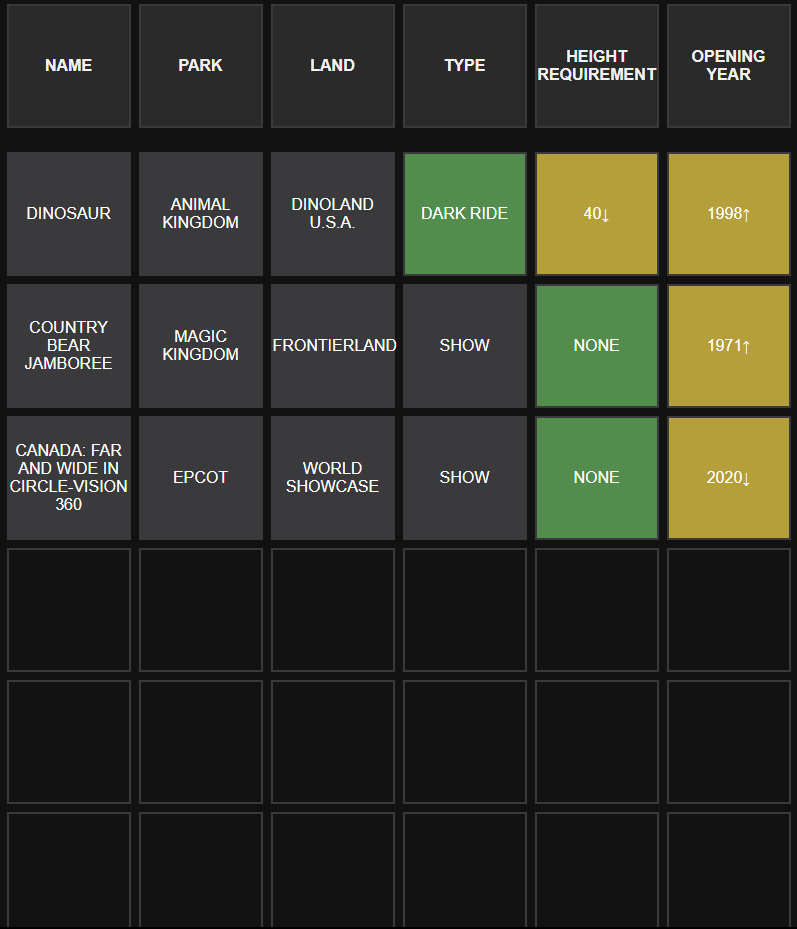 NAME
PARK
LAND
TYPE
HEIGHT
REQUIREMENT
OPENING
YEAR
DINOSAUR
ANIMAL
KINGDOM
DINOLAND
U.S.A.
DARK RIDE
40↓
1998↑
COUNTRY
BEAR
JAMBOREE
MAGIC
KINGDOM
FRONTIERLAND
SHOW
NONE
1971↑
CANADA: FAR
AND WIDE IN
CIRCLE-VISION
360
EPCOT
WORLD
SHOWCASE
SHOW
NONE
2020↓